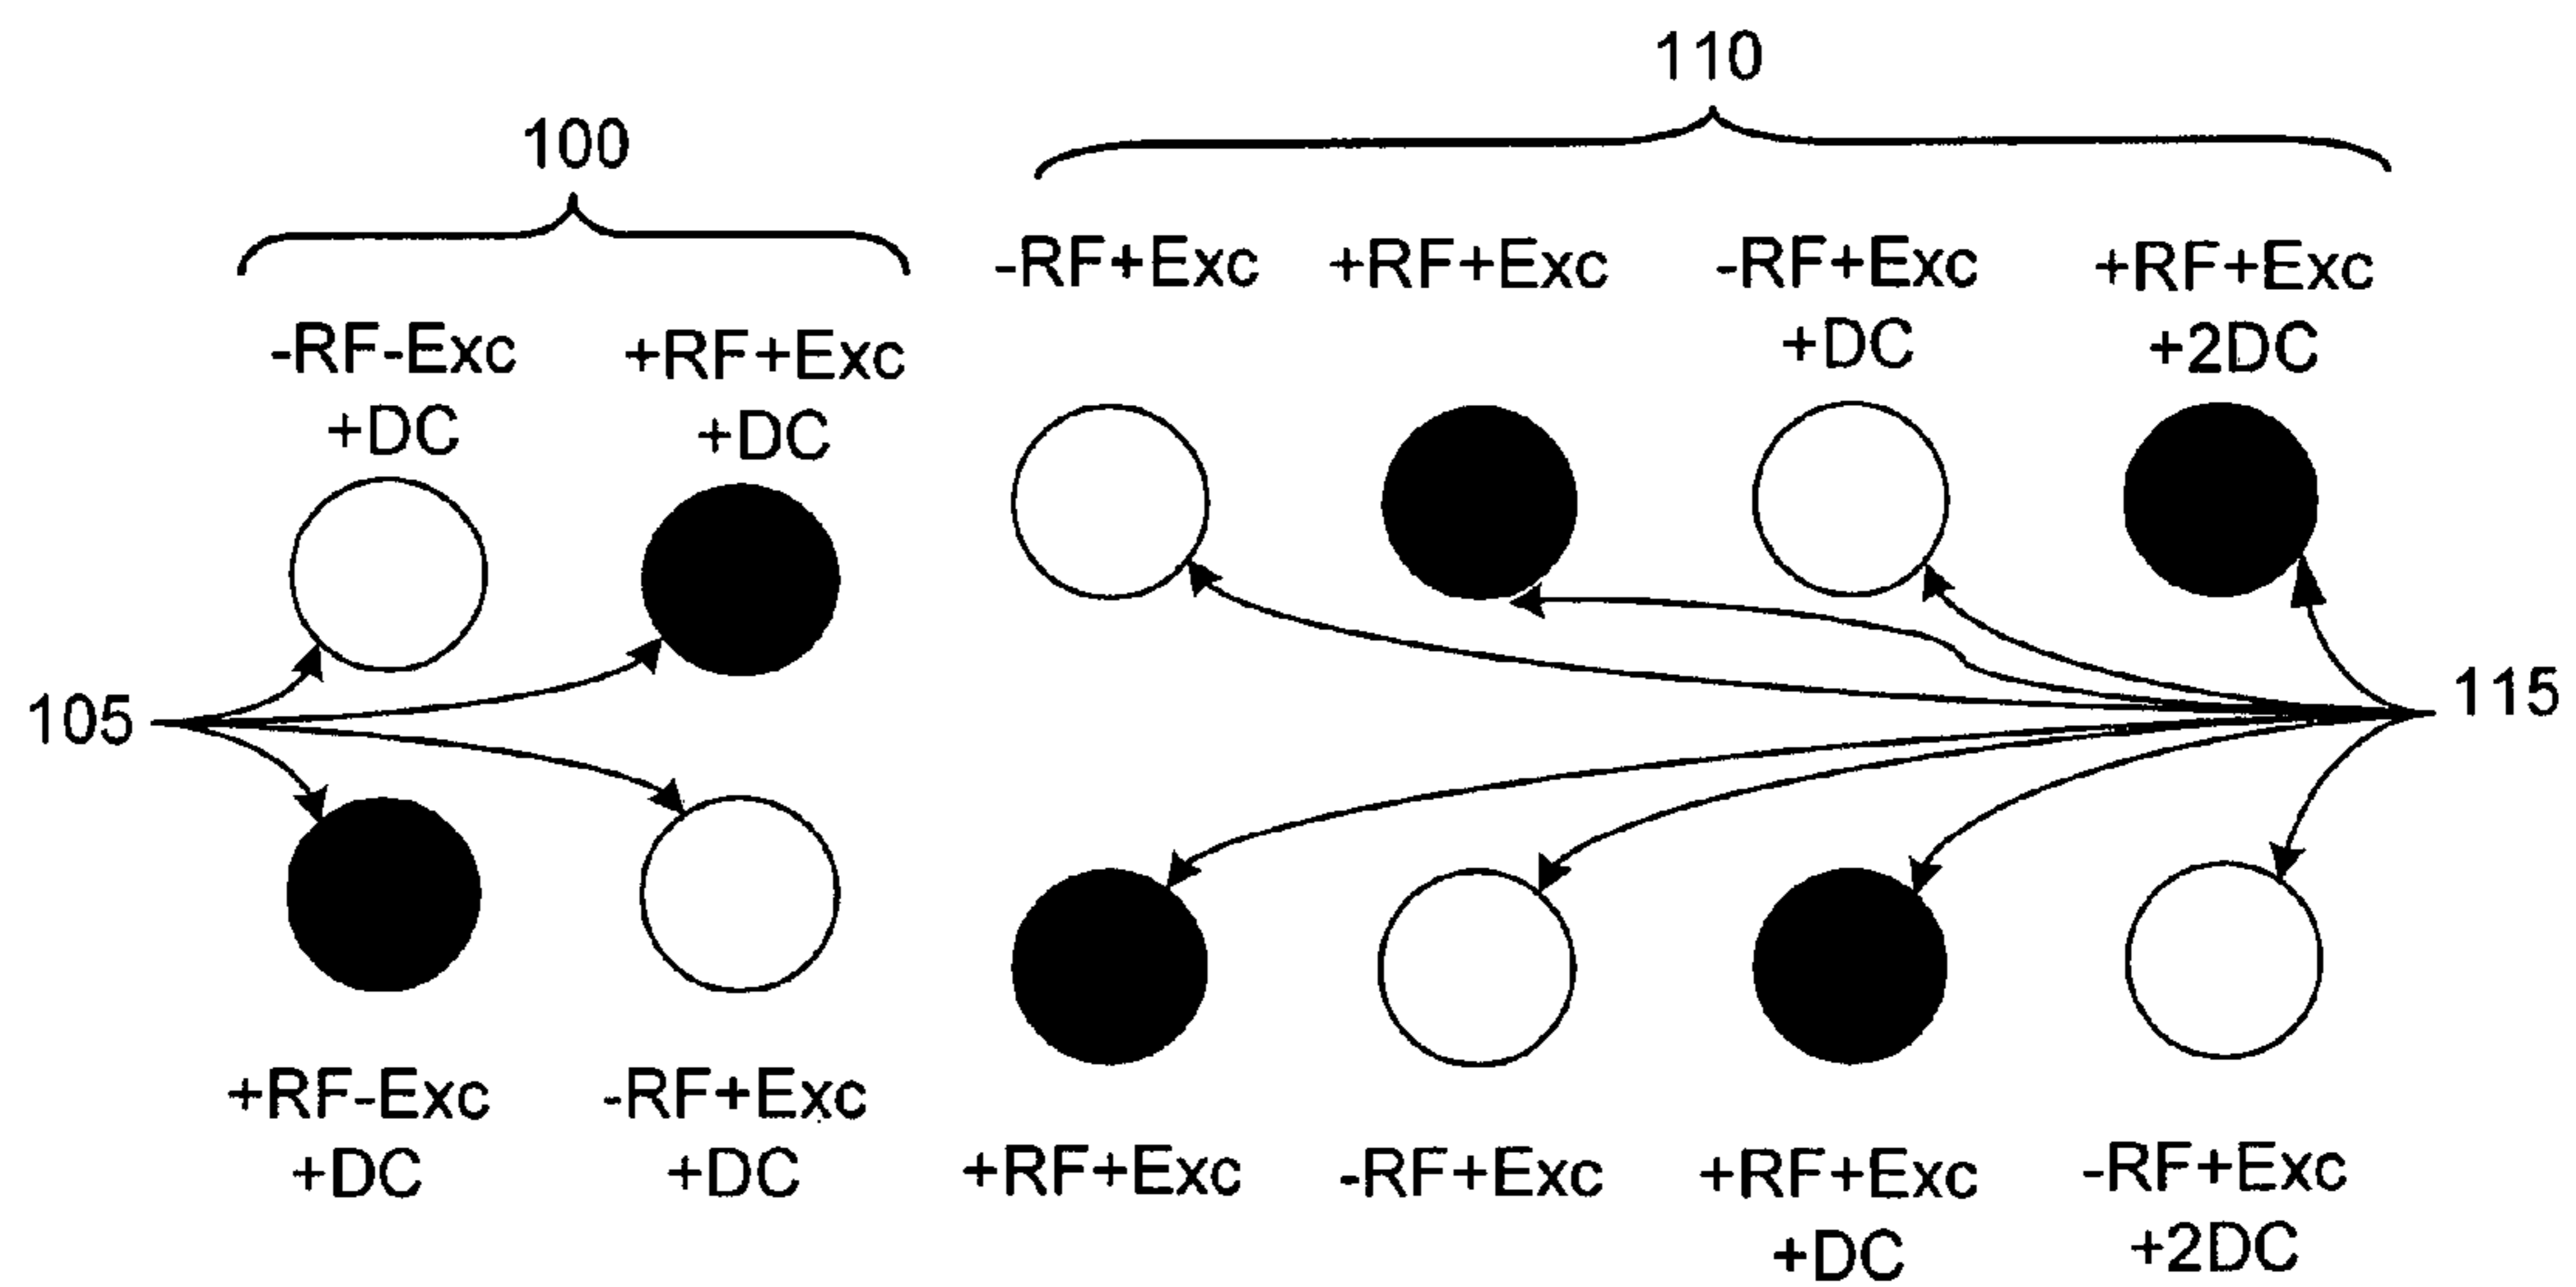 110
100
-RF+Exc +RF+Exc -RF+Exc +RF+Exc
+DC +2DC
-RF-Exc +RF+Exc
+DC +DC
105
115
+RF-Exc -RF+Exc
+DC +DC
+RF+Exc -RF+Exc +RF+Exc -RF+Exc
+DC +2DC